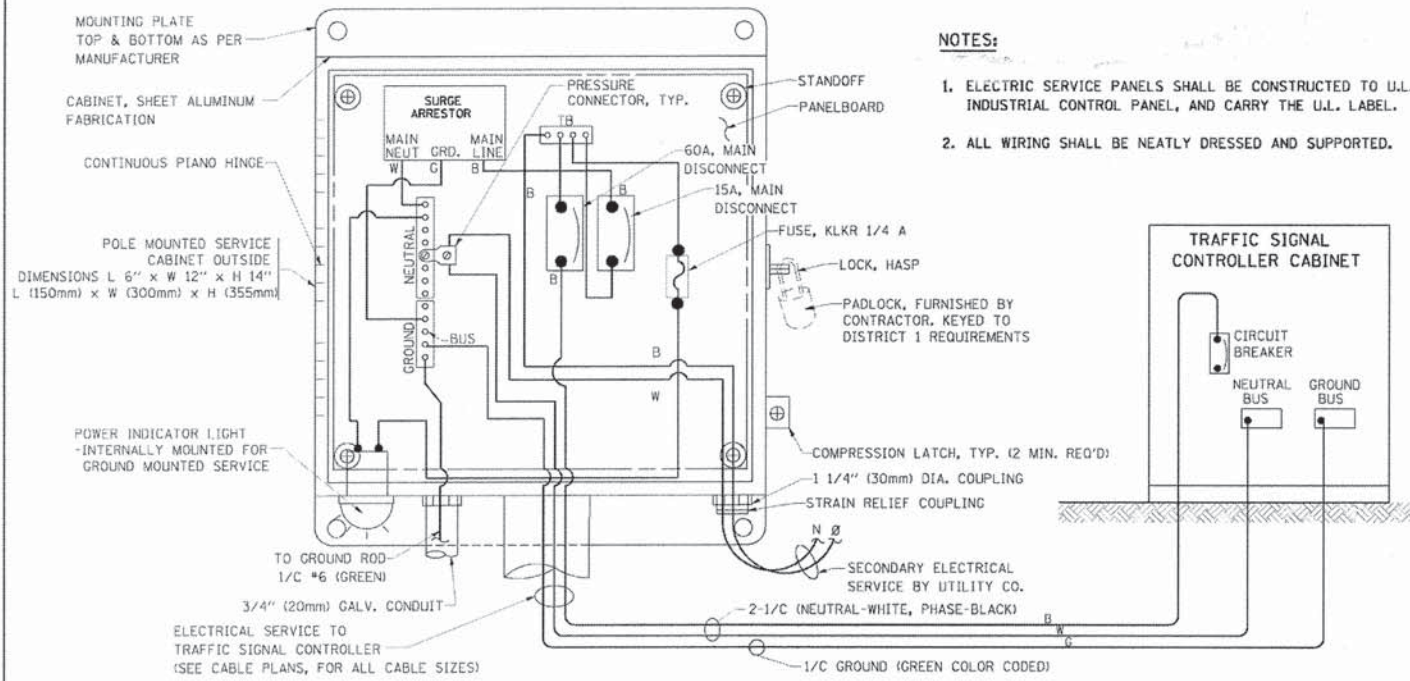 MOUNTING PLATE
TOP & BOTTOM AS PER
MANUFACTURER
CABINET, SHEET ALUMINUM
FABRICATION
CONTINUOUS PIANO HINGE
POLE MOUNTED SERVICE
CABINET OUTSIDE
DIMENSIONS L 6" x W 12" x H 14"
L (150mm) x W (300mm) x H (355mm)
POWER INDICATOR LIGHT
-INTERNALLY MOUNTED FOR
GROUND MOUNTED SERVICE
SURGE
ARRESTOR
MAIN
NEUT
GRD.
MAIN
LINE
W
G
B
PRESSURE
CONNECTOR, TYP.
TB
NEUTRAL
GROUND
BUS
B
B
B
B
W
STANDOFF
PANELBOARD
60A, MAIN
DISCONNECT
15A, MAIN
DISCONNECT
FUSE, KLKR 1/4 A
LOCK, HASP
PADLOCK, FURNISHED BY
CONTRACTOR. KEYED TO
DISTRICT 1 REQUIREMENTS
COMPRESSION LATCH, TYP. (2 MIN. REQ'D)
1 1/4" (30mm) DIA. COUPLING
STRAIN RELIEF COUPLING
N Ø
SECONDARY ELECTRICAL
SERVICE BY UTILITY CO.
TO GROUND ROD
1/C #6 (GREEN)
3/4" (20mm) GALV. CONDUIT
ELECTRICAL SERVICE TO
TRAFFIC SIGNAL CONTROLLER
(SEE CABLE PLANS, FOR ALL CABLE SIZES)
2-1/C (NEUTRAL-WHITE, PHASE-BLACK)
B
W
G
1/C GROUND (GREEN COLOR CODED)
NOTES:
1. ELECTRIC SERVICE PANELS SHALL BE CONSTRUCTED TO U.L.
INDUSTRIAL CONTROL PANEL, AND CARRY THE U.L. LABEL.
2. ALL WIRING SHALL BE NEATLY DRESSED AND SUPPORTED.
TRAFFIC SIGNAL
CONTROLLER CABINET
CIRCUIT
BREAKER
NEUTRAL
BUS
GROUND
BUS